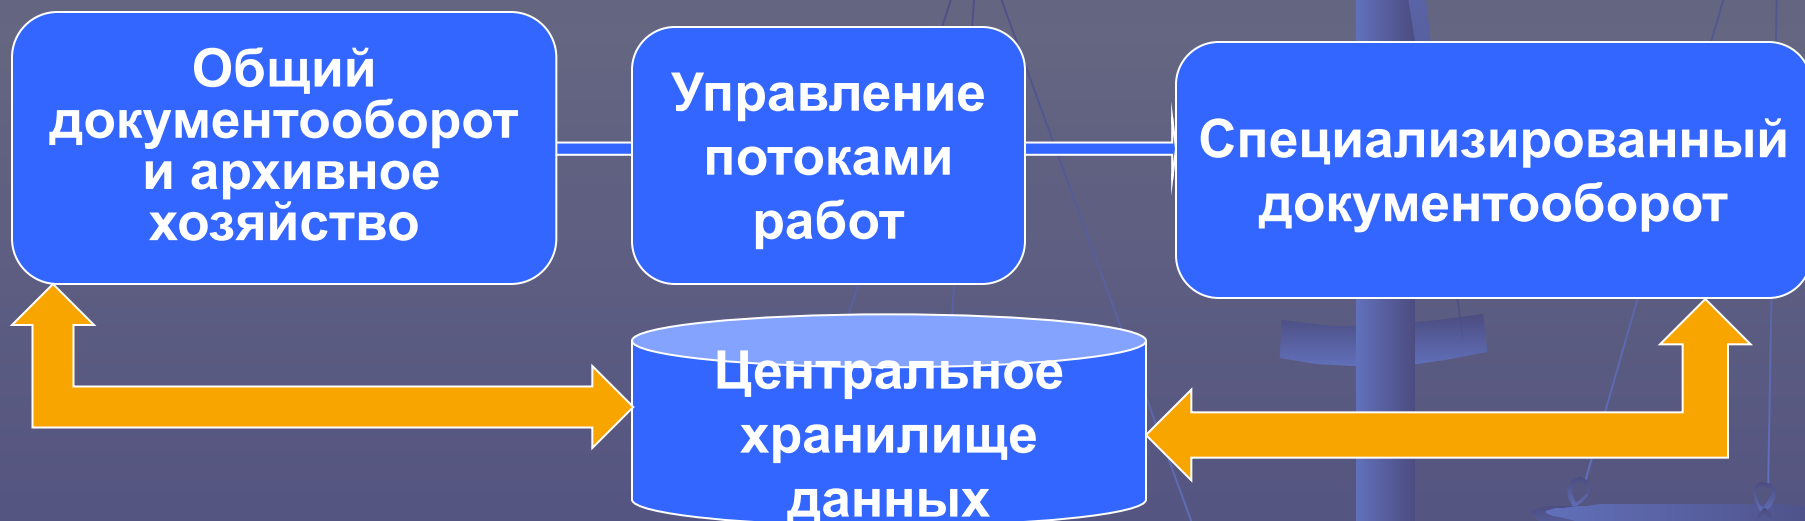 Общий
документооборот
и архивное
хозяйство
Управление
потоками
работ
Специализированный
документооборот
Центральное
хранилище
данных